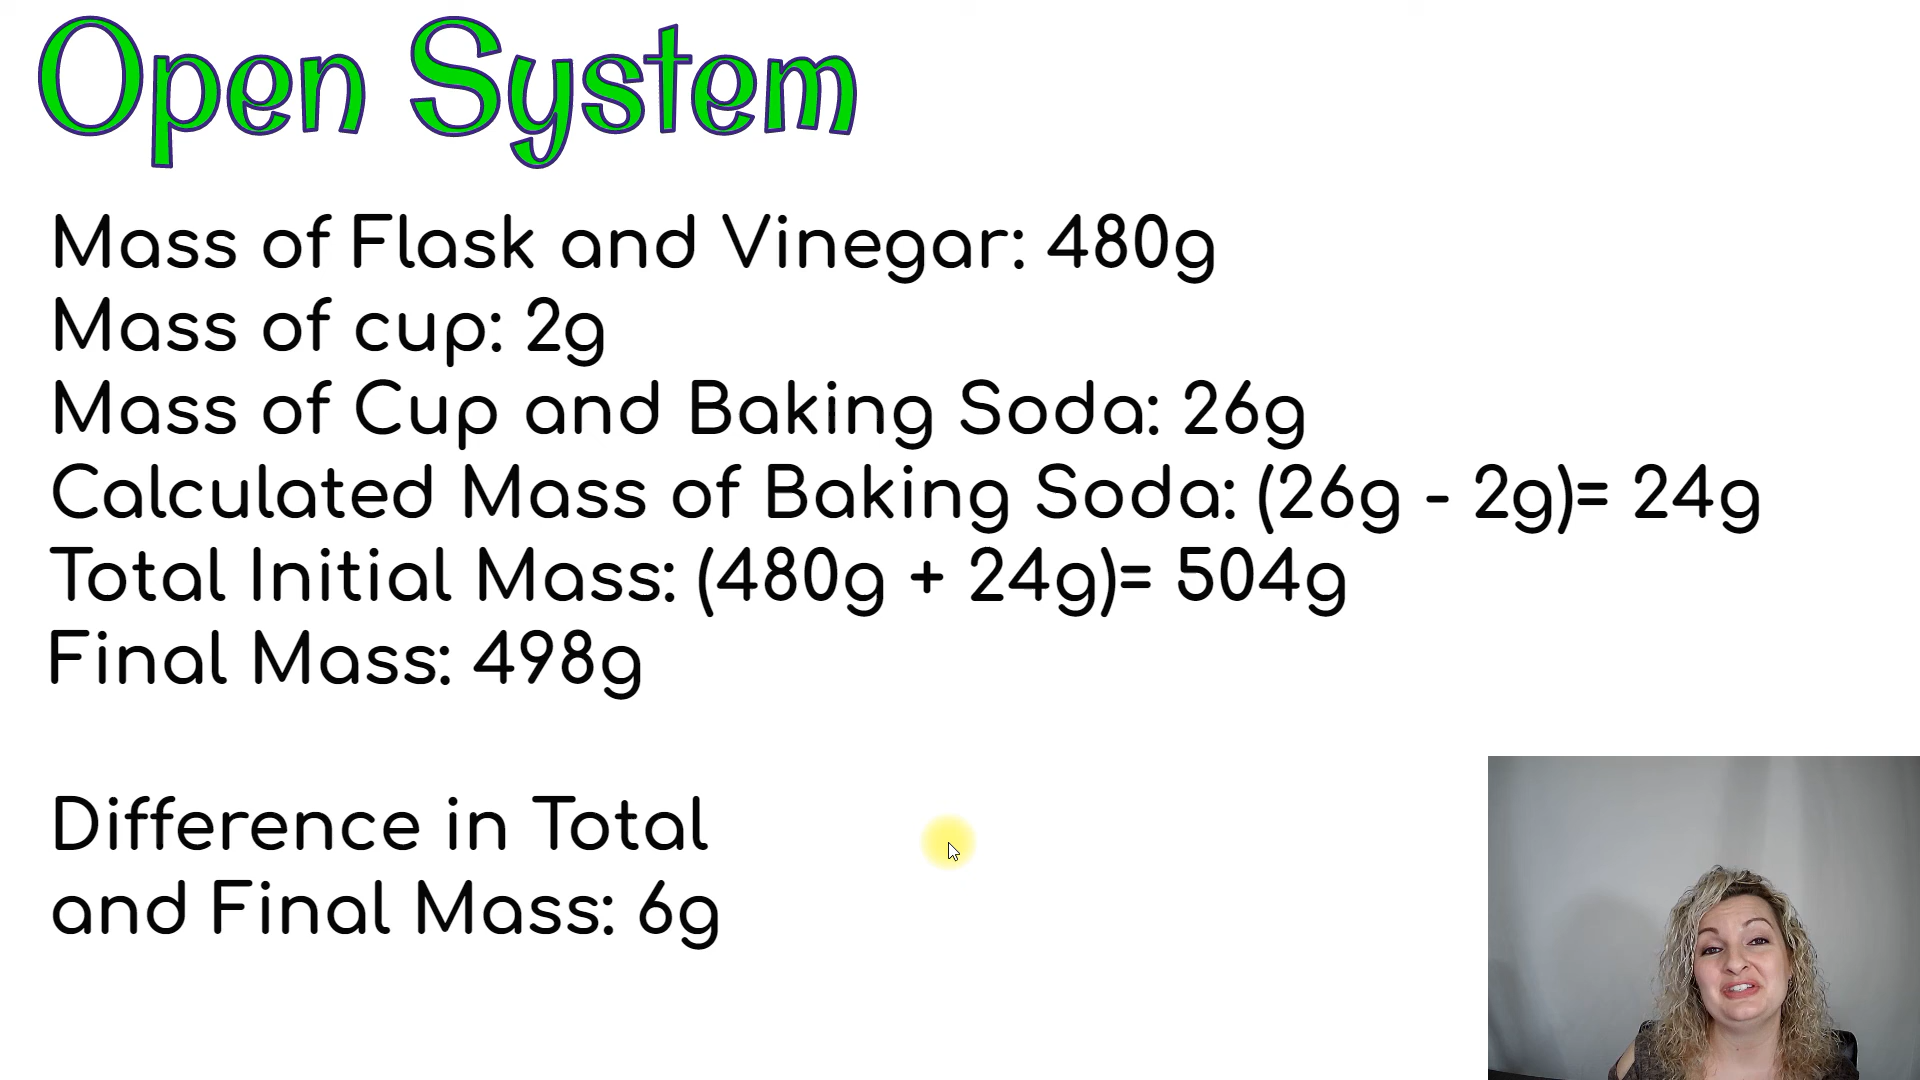 Open System
Mass of Flask and Vinegar: 480g
Mass of cup: 2g
Mass of Cup and Baking Soda: 26g
Calculated Mass of Baking Soda: (26g - 2g)= 24g
Total Initial Mass: (480g + 24g)= 504g
Final Mass: 498g
Difference in Total
and Final Mass: 6g